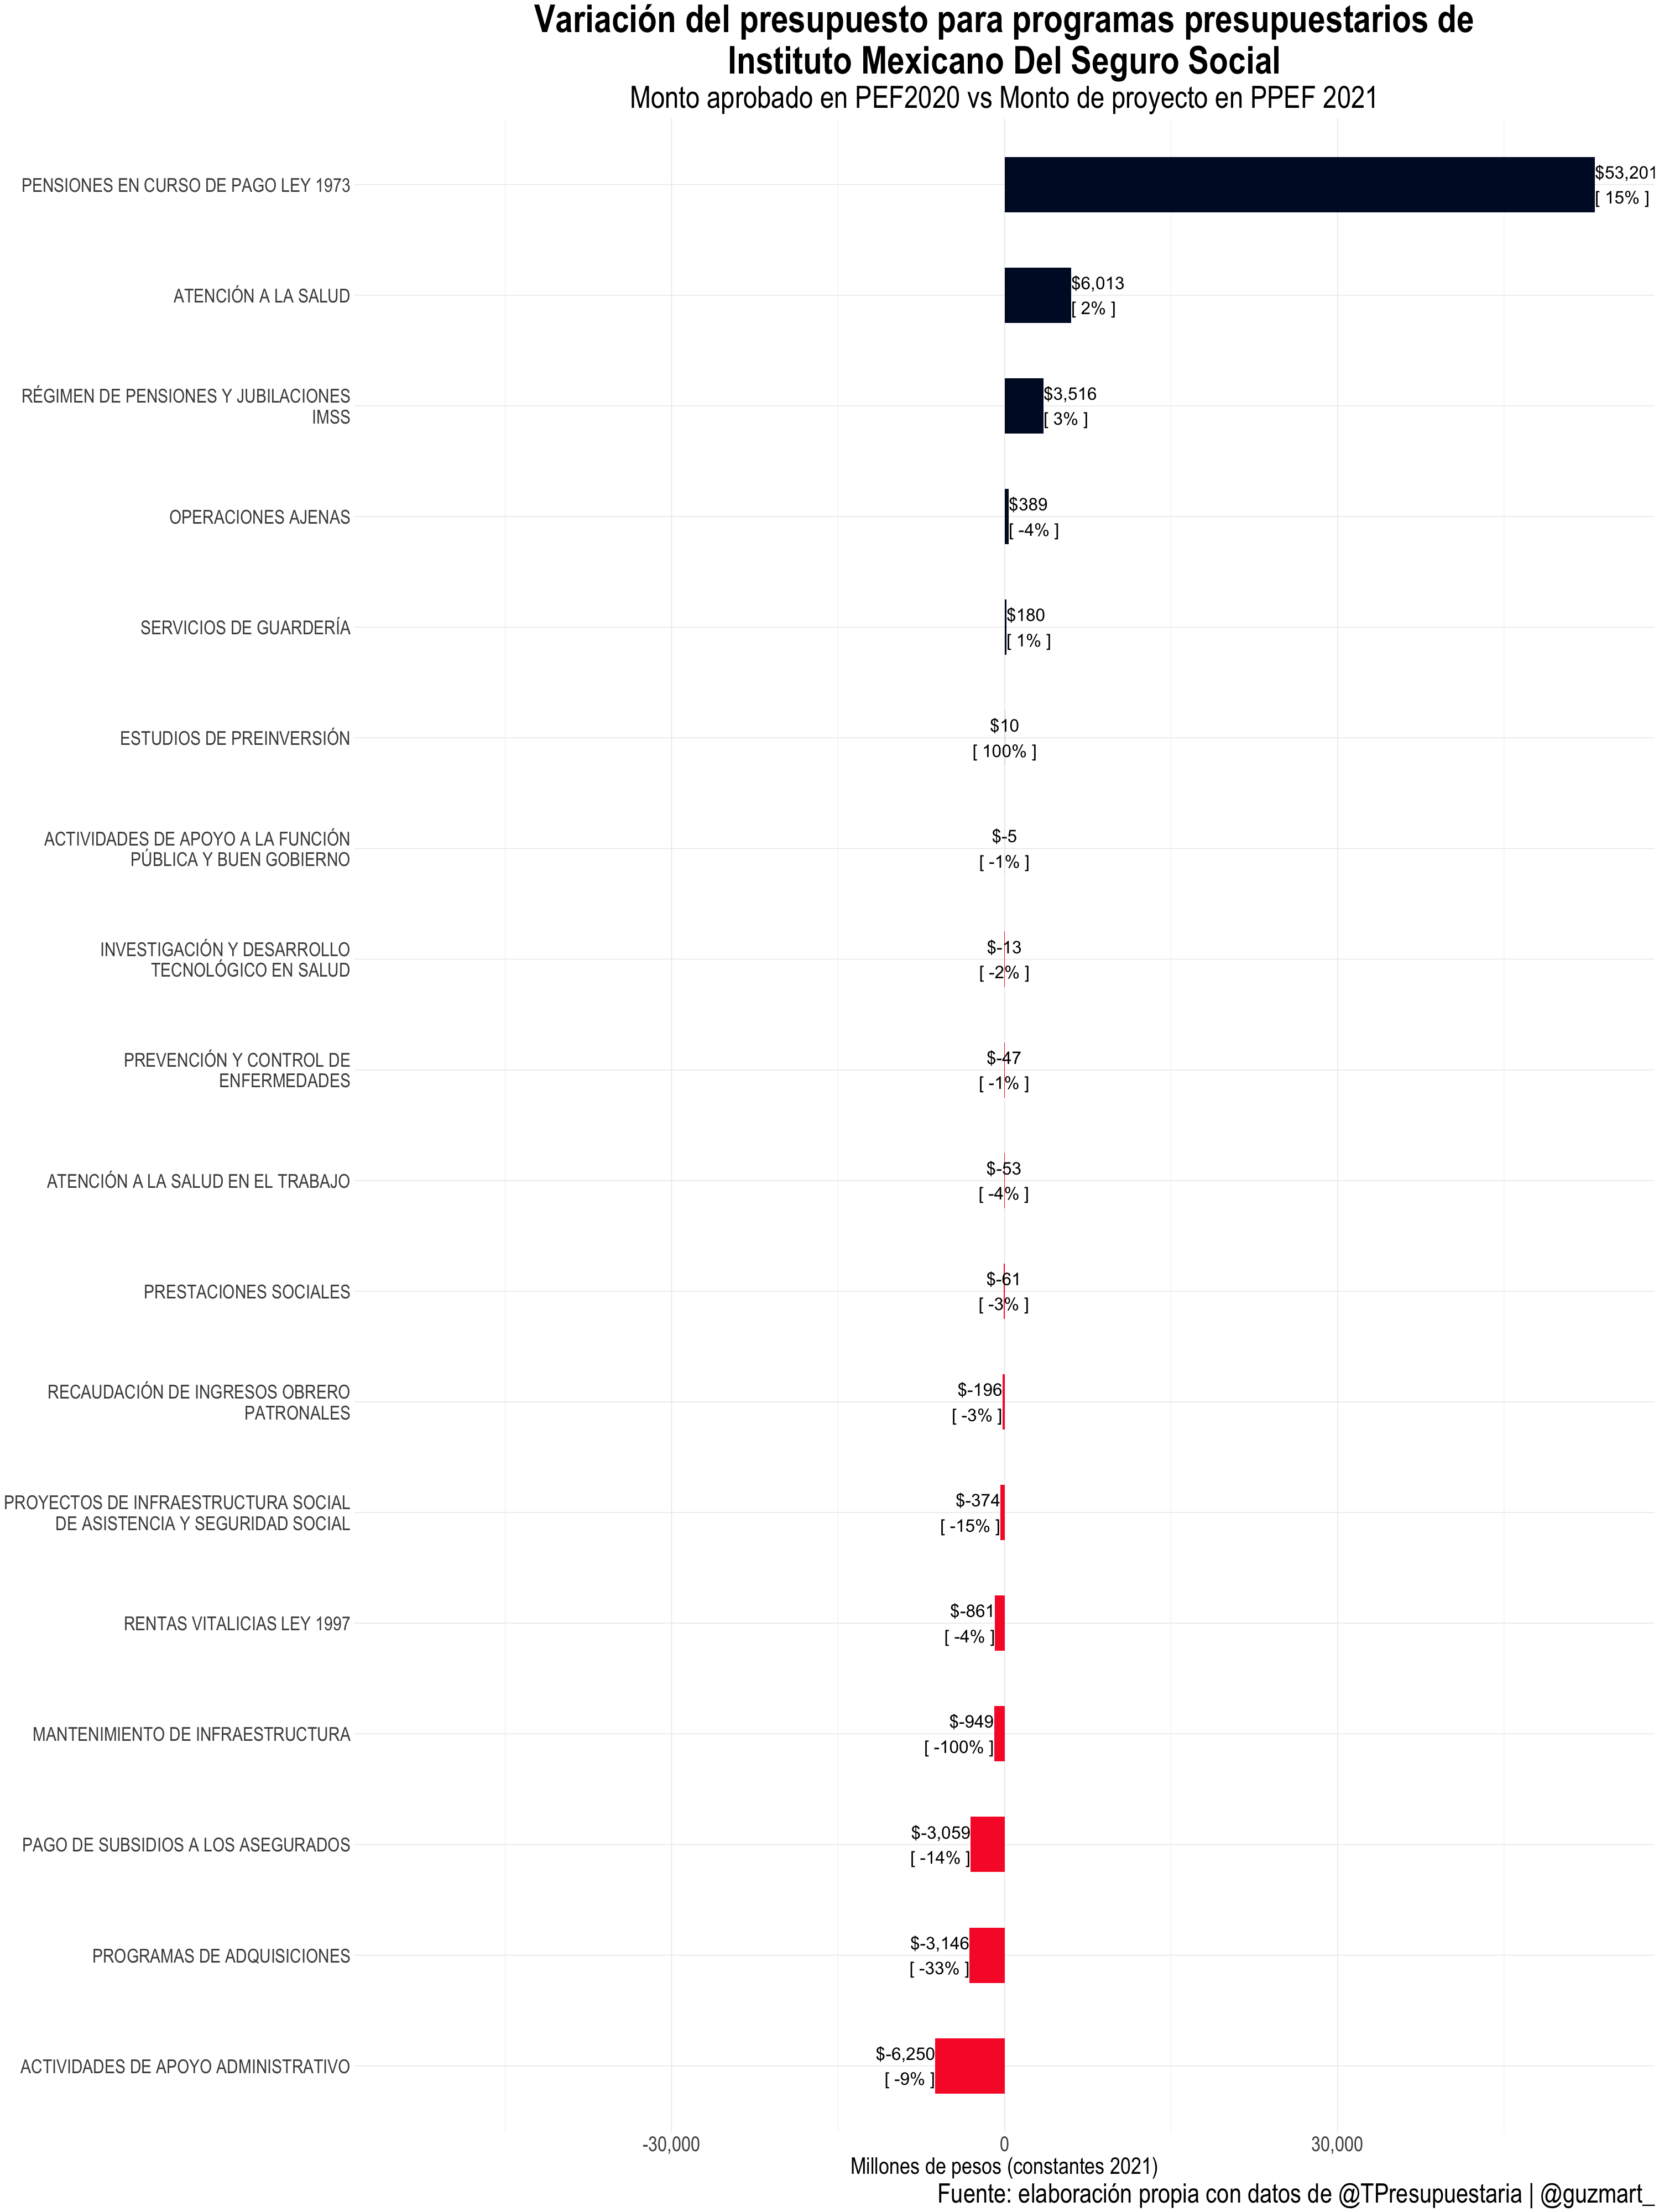 Variación del presupuesto para programas presupuestarios de
Instituto Mexicano Del Seguro Social
Monto aprobado en PEF2020 vs Monto de proyecto en PPEF 2021
PENSIONES EN CURSO DE PAGO LEY 1973
$53,201
[ 15% ]
ATENCIÓN A LA SALUD
$6,013
[ 2% ]
RÉGIMEN DE PENSIONES Y JUBILACIONES
IMSS
$3,516
[ 3% ]
OPERACIONES AJENAS
$389
[ -4% ]
SERVICIOS DE GUARDERÍA
$180
[ 1% ]
ESTUDIOS DE PREINVERSIÓN
$10
[ 100% ]
ACTIVIDADES DE APOYO A LA FUNCIÓN
PÚBLICA Y BUEN GOBIERNO
$-5
[ -1% ]
INVESTIGACIÓN Y DESARROLLO
TECNOLÓGICO EN SALUD
$-13
[ -2% ]
PREVENCIÓN Y CONTROL DE
ENFERMEDADES
$-47
[ -1% ]
ATENCIÓN A LA SALUD EN EL TRABAJO
$-53
[ -4% ]
PRESTACIONES SOCIALES
$-61
[ -3% ]
RECAUDACIÓN DE INGRESOS OBRERO
PATRONALES
$-196
[ -3% ]
PROYECTOS DE INFRAESTRUCTURA SOCIAL
DE ASISTENCIA Y SEGURIDAD SOCIAL
$-374
[ -15% ]
RENTAS VITALICIAS LEY 1997
$-861
[ -4% ]
MANTENIMIENTO DE INFRAESTRUCTURA
$-949
[ -100% ]
PAGO DE SUBSIDIOS A LOS ASEGURADOS
$-3,059
[ -14% ]
PROGRAMAS DE ADQUISICIONES
$-3,146
[ -33% ]
ACTIVIDADES DE APOYO ADMINISTRATIVO
$-6,250
[ -9% ]
-30,000
0
30,000
Millones de pesos (constantes 2021)
Fuente: elaboración propia con datos de @TPresupuestaria | @guzmart_